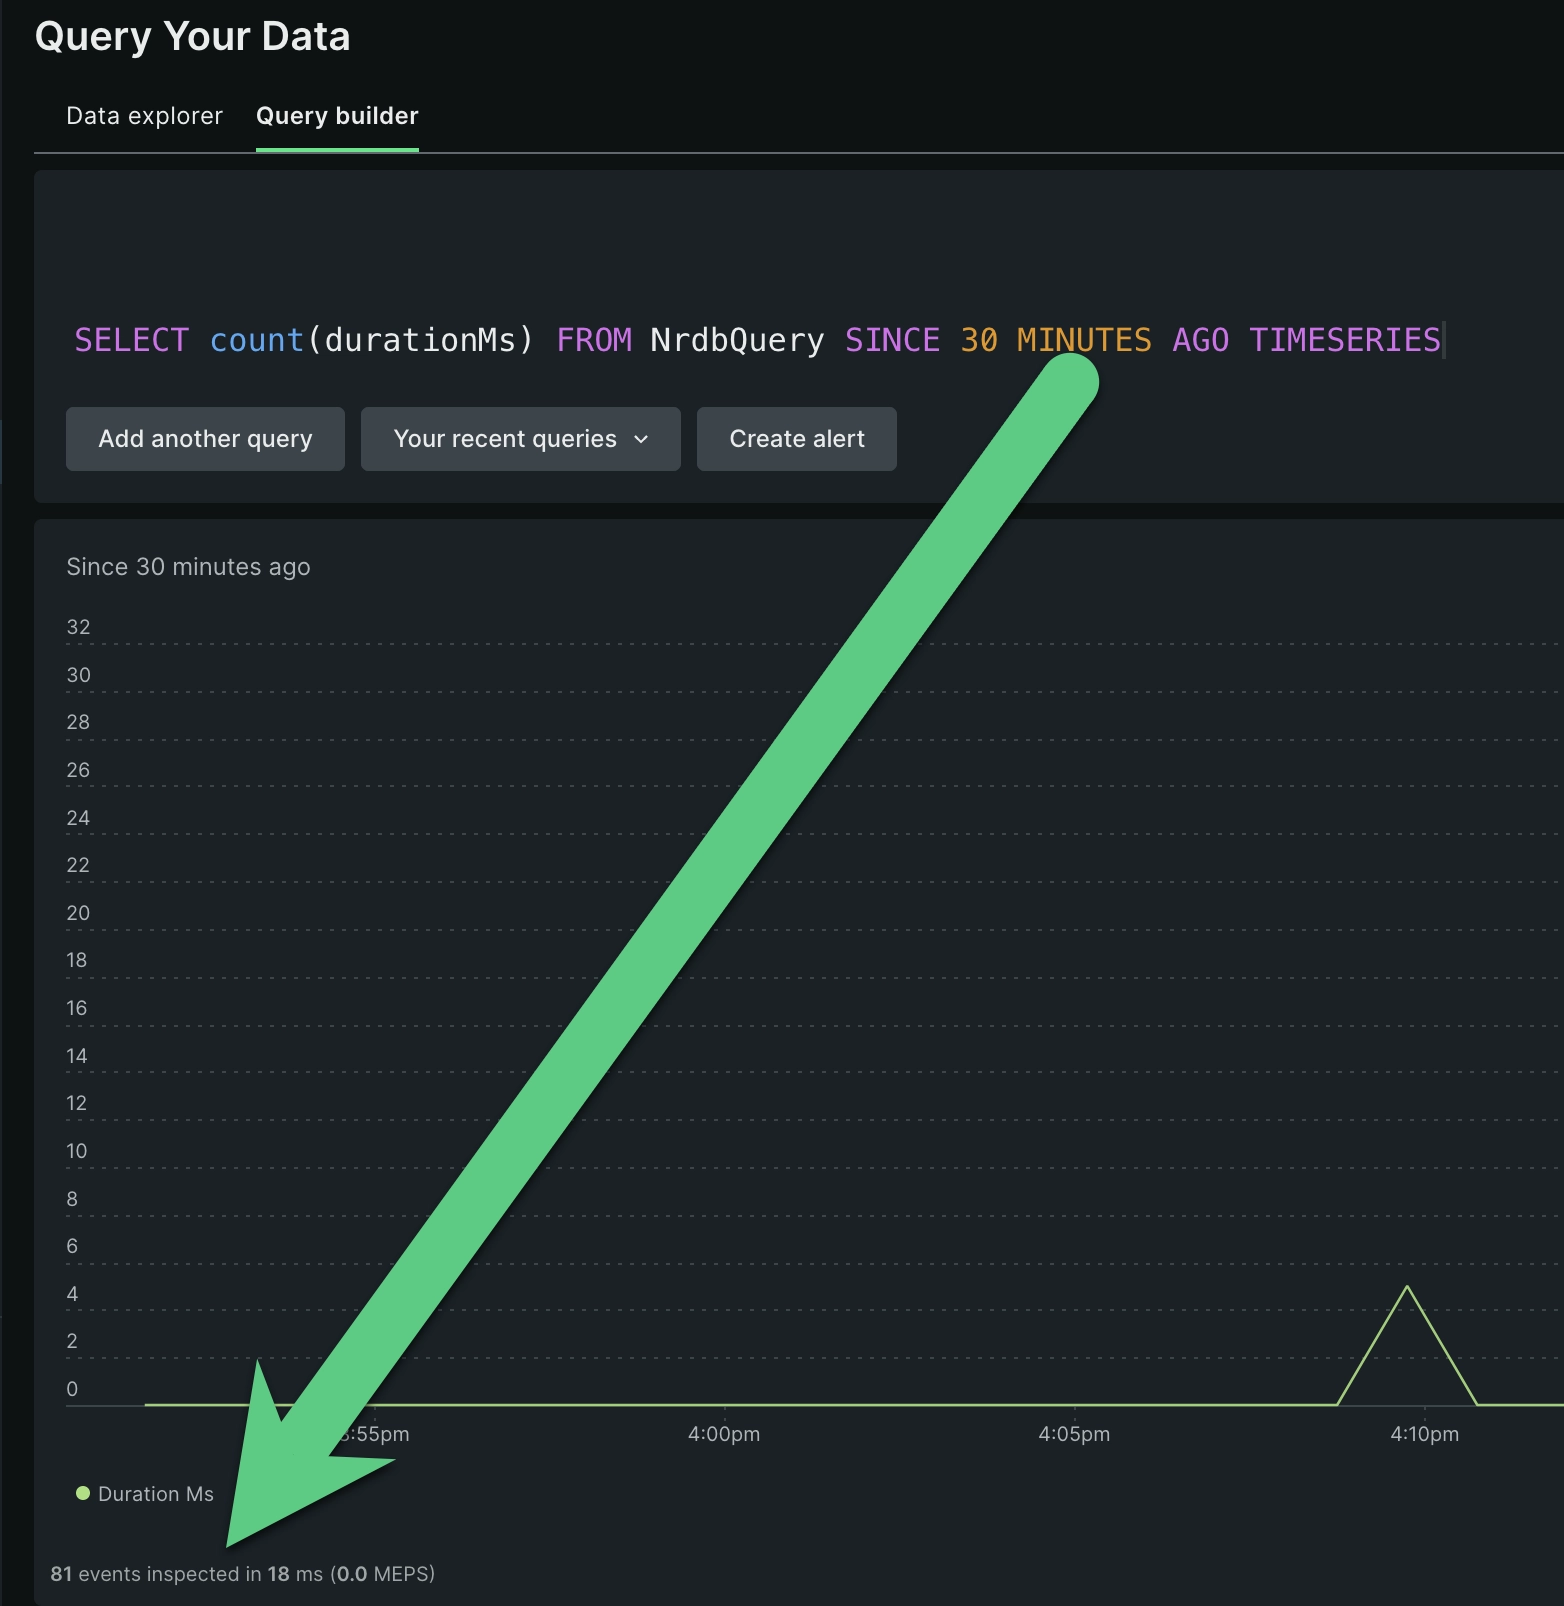 Query Your Data
Data explorer Query builder
SELECT count(durationMs) FROM NrdbQuery SINCE 30 MINUTES AGO TIMESERIES
Add another query Your recent queries Create alert
Since 30 minutes ago
32
30
28
26
24
22
20
18
16
14
12
10
8
6
4
2
0
:55pm 4:00pm 4:05pm 4:10pm
Duration Ms
81 events inspected in 18 ms (0.0 MEPS)